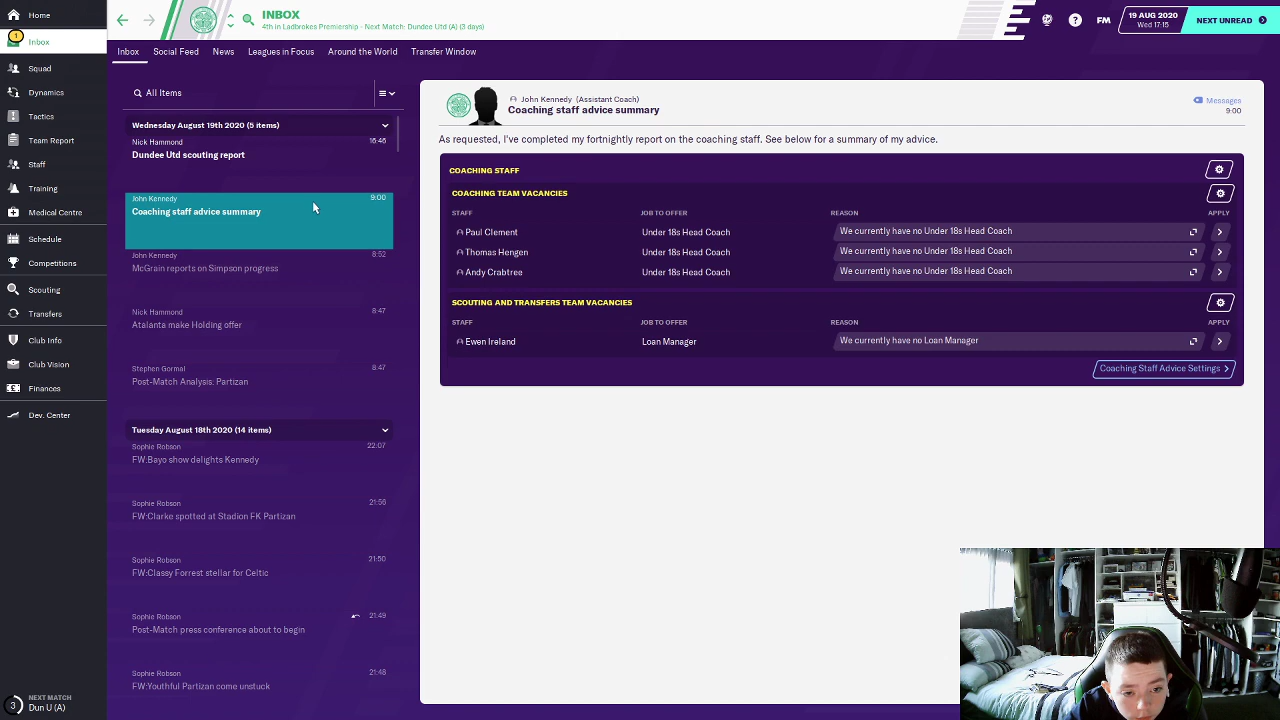 INBOX
4th in Ladbrokes Premiership - Next Match: Dundee Utd (A) (3 days)
FM
19 AUG 2020
Wed 17:15
NEXT UNREAD
1
Inbox
Squad
Dynamics
Tactics
Team Report
Staff
Training
Medical Centre
Schedule
Competitions
Scouting
Transfers
Club Info
Club Vision
Finances
Dev. Centre
3
NEXT MATCH
Dun U (A)
Inbox Social Feed News Leagues in Focus Around the World Transfer Window
All Items
Wednesday August 19th 2020 (5 items)
Nick Hammond 16:46
Dundee Utd scouting report
John Kennedy 9:00
Coaching staff advice summary
John Kennedy 8:52
McGrain reports on Simpson progress
Nick Hammond 8:47
Atalanta make Holding offer
Stephen Gormal 8:47
Post-Match Analysis: Partizan
Tuesday August 18th 2020 (14 items)
Sophie Robson 22:07
FW:Bayo show delights Kennedy
Sophie Robson 21:56
FW:Clarke spotted at Stadion FK Partizan
Sophie Robson 21:50
FW:Classy Forrest stellar for Celtic
Sophie Robson 21:49
Post-Match press conference about to begin
Sophie Robson 21:48
FW:Youthful Partizan come unstuck
John Kennedy (Assistant Coach)
Coaching staff advice summary
Messages
9:00
As requested, I've completed my fortnightly report on the coaching staff. See below for a summary of my advice.
COACHING STAFF
COACHING TEAM VACANCIES
STAFF JOB TO OFFER REASON APPLY
Paul Clement Under 18s Head Coach We currently have no Under 18s Head Coach
Thomas Hengen Under 18s Head Coach We currently have no Under 18s Head Coach
Andy Crabtree Under 18s Head Coach We currently have no Under 18s Head Coach
SCOUTING AND TRANSFERS TEAM VACANCIES
STAFF JOB TO OFFER REASON APPLY
Ewen Ireland Loan Manager We currently have no Loan Manager
Coaching Staff Advice Settings